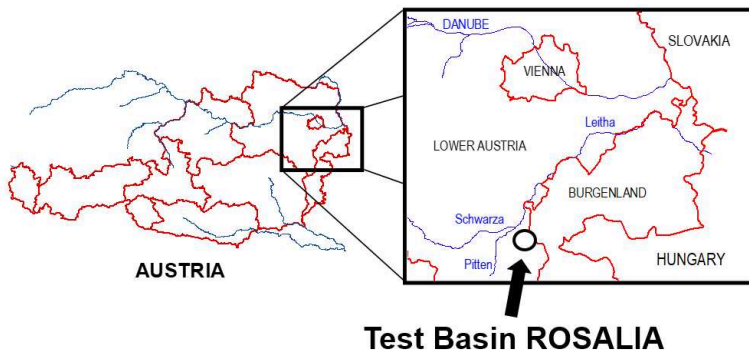 DANUBE
SLOVAKIA
VIENNA
Leitha
LOWER AUSTRIA
BURGENLAND
Schwarza
Pitten
HUNGARY
AUSTRIA
Test Basin ROSALIA